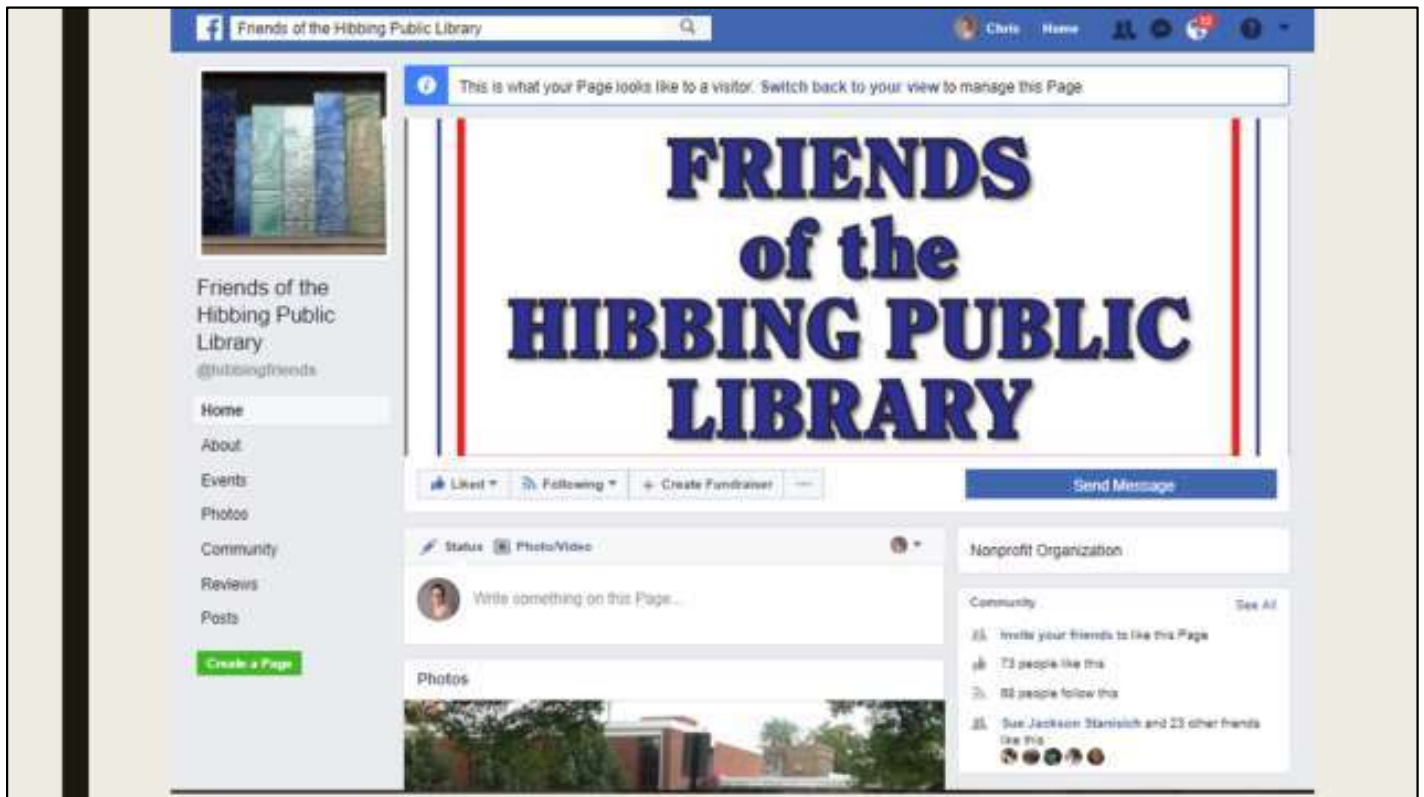 Friends of the Hibbing Public Library
Chris Home
This is what your Page looks like to a visitor. Switch back to your view to manage this Page
FRIENDS
of the
HIBBING PUBLIC
LIBRARY
Friends of the
Hibbing Public
Library
@hibbingfriends
Home
About
Events
Photos
Community
Reviews
Posts
Create a Page
Liked Following + Create Fundraiser ...
Send Message
Status Photo/Video
Write something on this Page...
Photos
Nonprofit Organization
Community See All
Invite your friends to like this Page
73 people like this
people follow this
Sue Jackson Stanisich and 23 other friends
like this